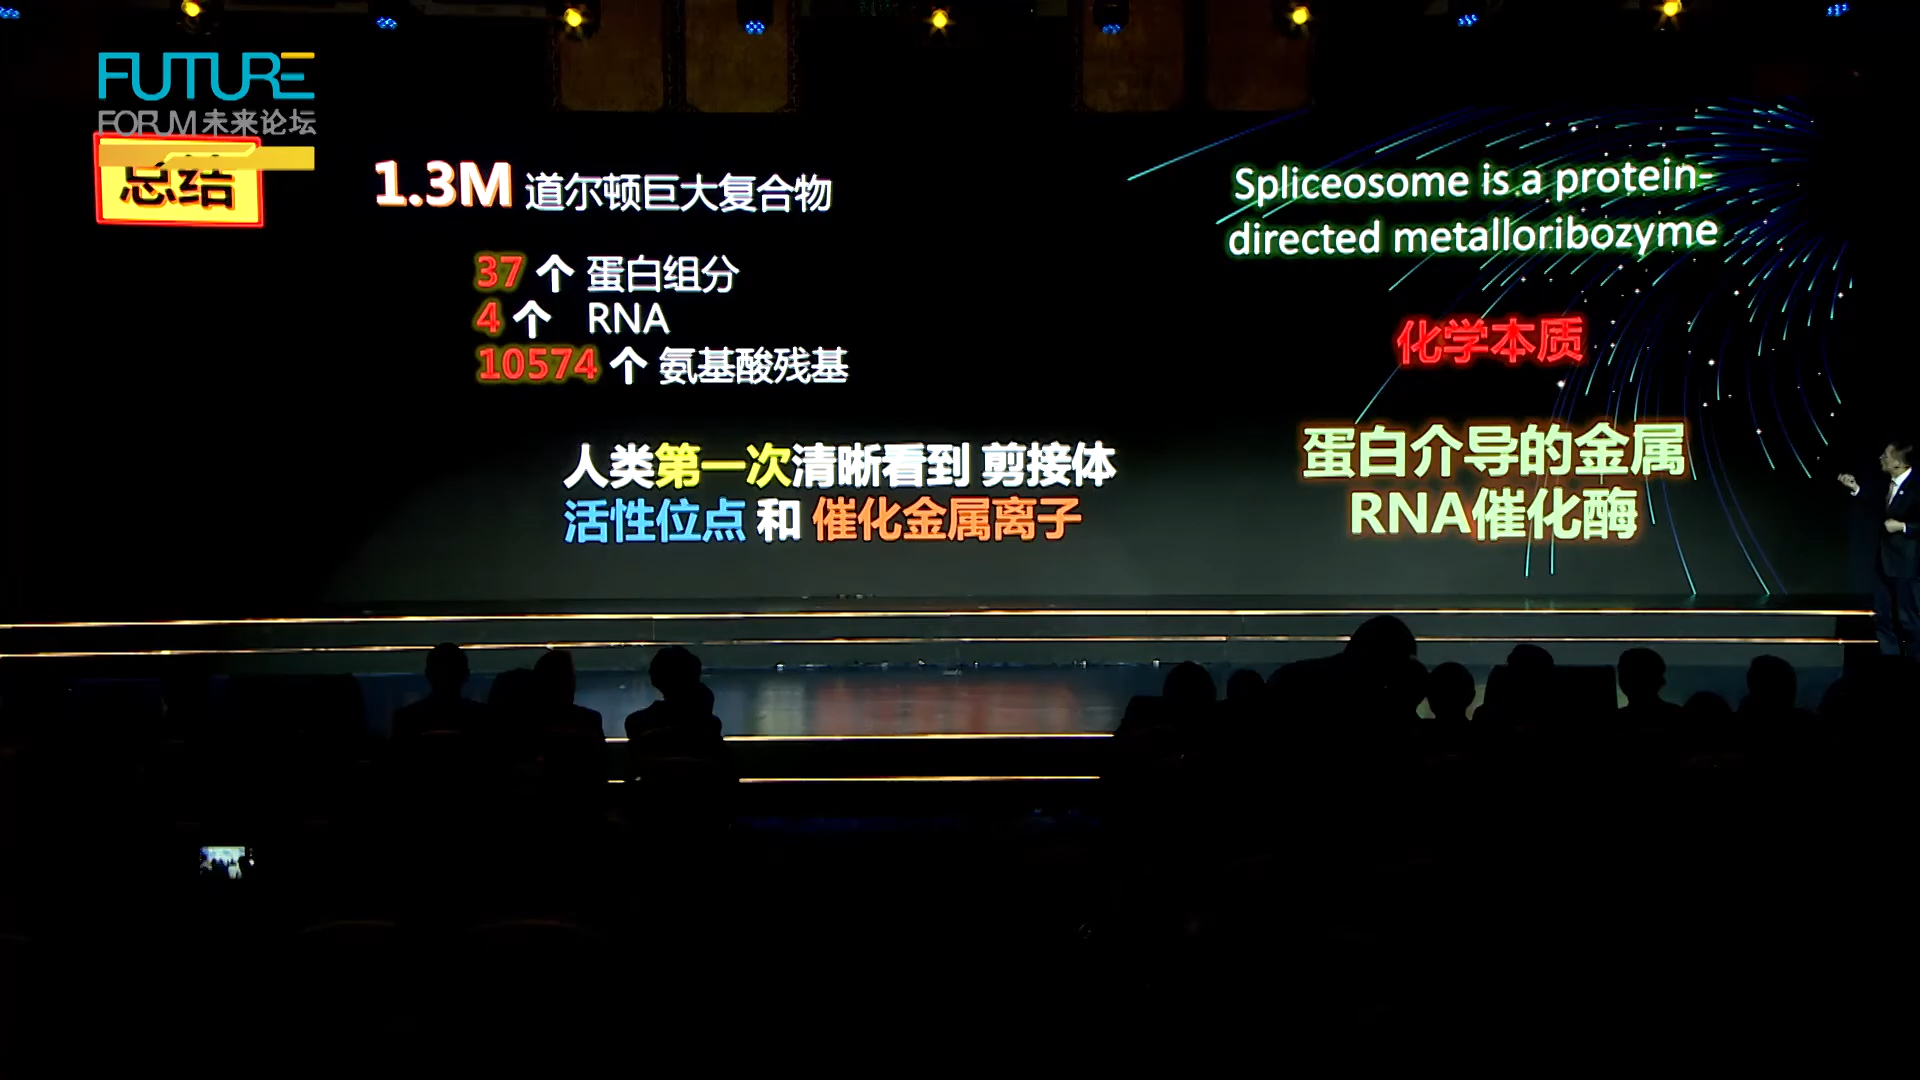 FUTURE
FORUM 未来论坛
总结
1.3M 道尔顿巨大复合物
37 个 蛋白组分
4 个 RNA
10574 个 氨基酸残基
人类第一次清晰看到 剪接体
活性位点 和 催化金属离子
Spliceosome is a protein-
directed metalloribozyme
化学本质
蛋白介导的金属
RNA催化酶